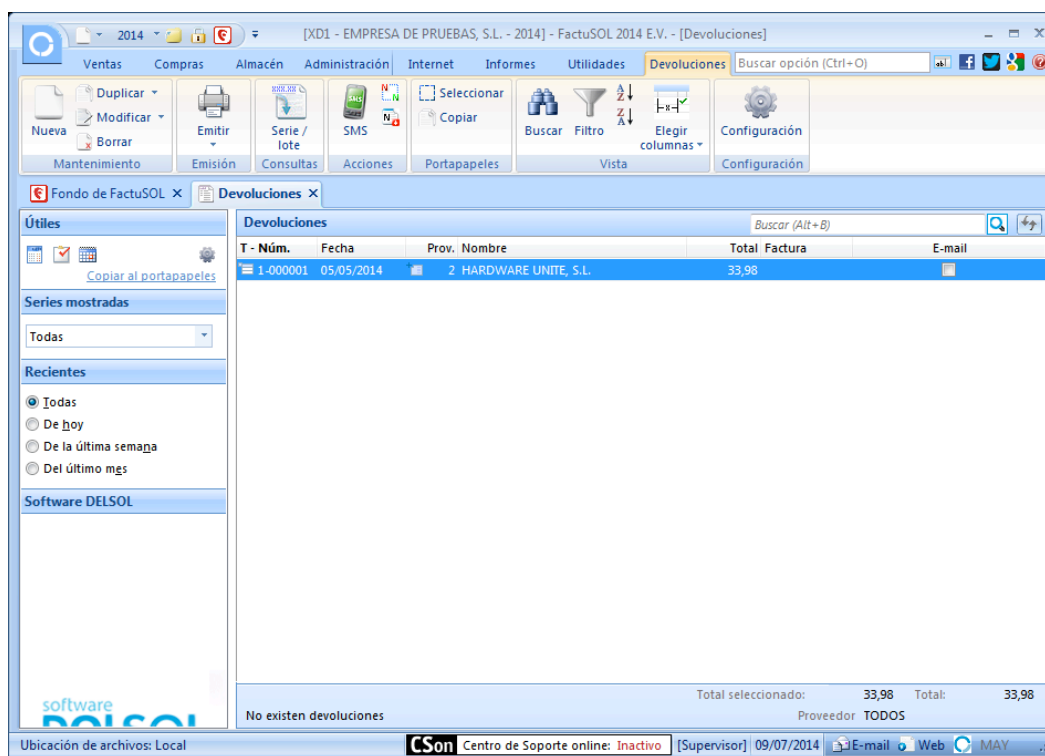 2014 [XD1 - EMPRESA DE PRUEBAS, S.L. - 2014] - FactuSOL 2014 E.V. - [Devoluciones]
Ventas Compras Almacén Administración Internet Informes Utilidades Devoluciones Buscar opción (Ctrl+O)
Nueva Duplicar Modificar Borrar
Emitir
Serie / lote
SMS
Seleccionar Copiar
Buscar Filtro Elegir columnas
Configuración
Mantenimiento Emisión Consultas Acciones Portapapeles Vista Configuración
Fondo de FactuSOL X Devoluciones X
Útiles
Copiar al portapapeles
Series mostradas
Todas
Recientes
Todas
De hoy
De la última semana
Del último mes
Software DELSOL
software
DELSOL
Devoluciones Buscar (Alt+B)
T - Núm. Fecha Prov. Nombre Total Factura E-mail
1-000001 05/05/2014 2 HARDWARE UNITE, S.L. 33,98
Total seleccionado: 33,98 Total: 33,98
No existen devoluciones Proveedor TODOS
Ubicación de archivos: Local CSon Centro de Soporte online: Inactivo [Supervisor] 09/07/2014 E-mail Web MAY